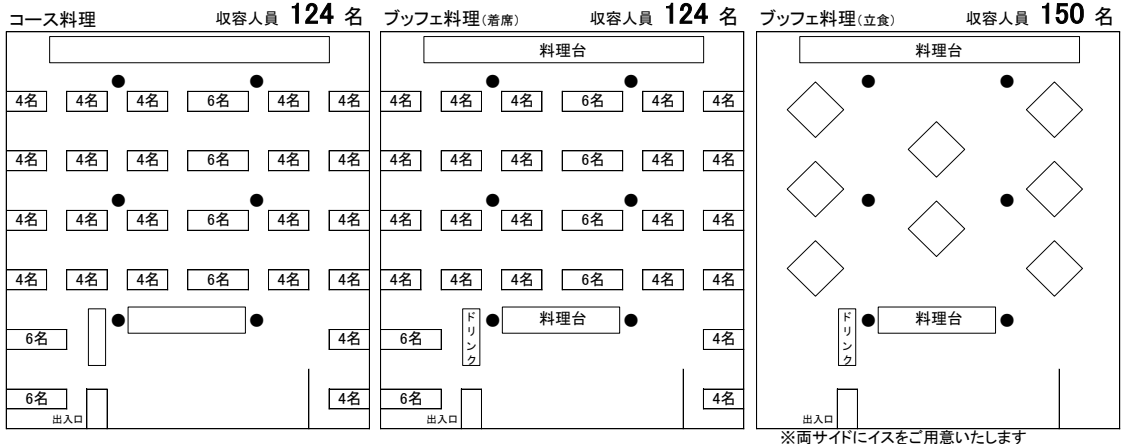 コース料理 収容人員 124 名
4名 4名 4名 6名 4名 4名
4名 4名 4名 6名 4名 4名
4名 4名 4名 6名 4名 4名
4名 4名 4名 6名 4名 4名
6名 4名
6名 4名
出入口
ブッフェ料理(着席) 収容人員 124 名
料理台
4名 4名 4名 6名 4名 4名
4名 4名 4名 6名 4名 4名
4名 4名 4名 6名 4名 4名
4名 4名 4名 6名 4名 4名
ドリンク 料理台
6名 4名
6名 4名
出入口
ブッフェ料理(立食) 収容人員 150 名
料理台
ドリンク 料理台
出入口
※両サイドにイスをご用意いたします